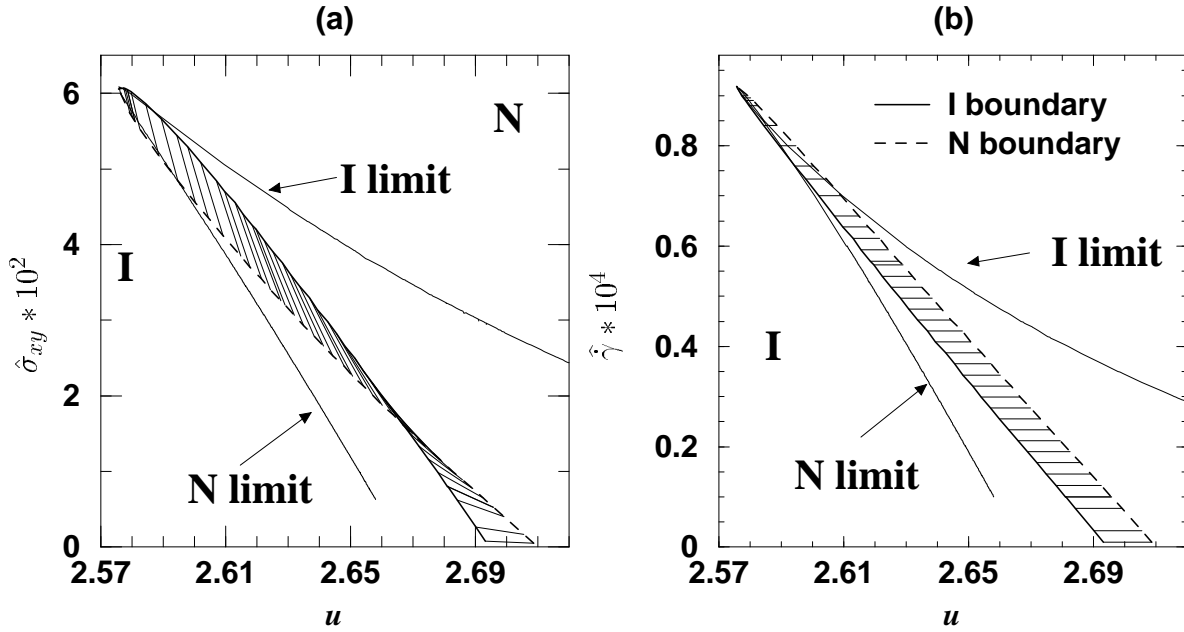 (a)
6
4
2
0
2.57
2.61
2.65
2.69
u
σ̂xy * 10²
I
N
I limit
N limit
(b)
0.8
0.6
0.4
0.2
0
2.57
2.61
2.65
2.69
u
γ̇̂ * 10⁴
I boundary
N boundary
I
I limit
N limit